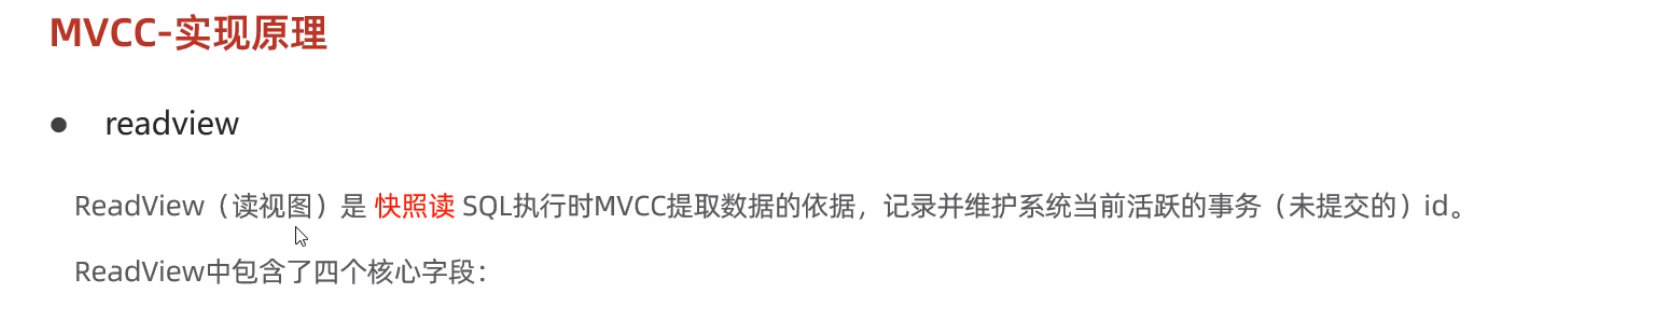 MVCC-实现原理
● readview
ReadView（读视图）是 快照读 SQL执行时MVCC提取数据的依据，记录并维护系统当前活跃的事务（未提交的）id。
ReadView中包含了四个核心字段：